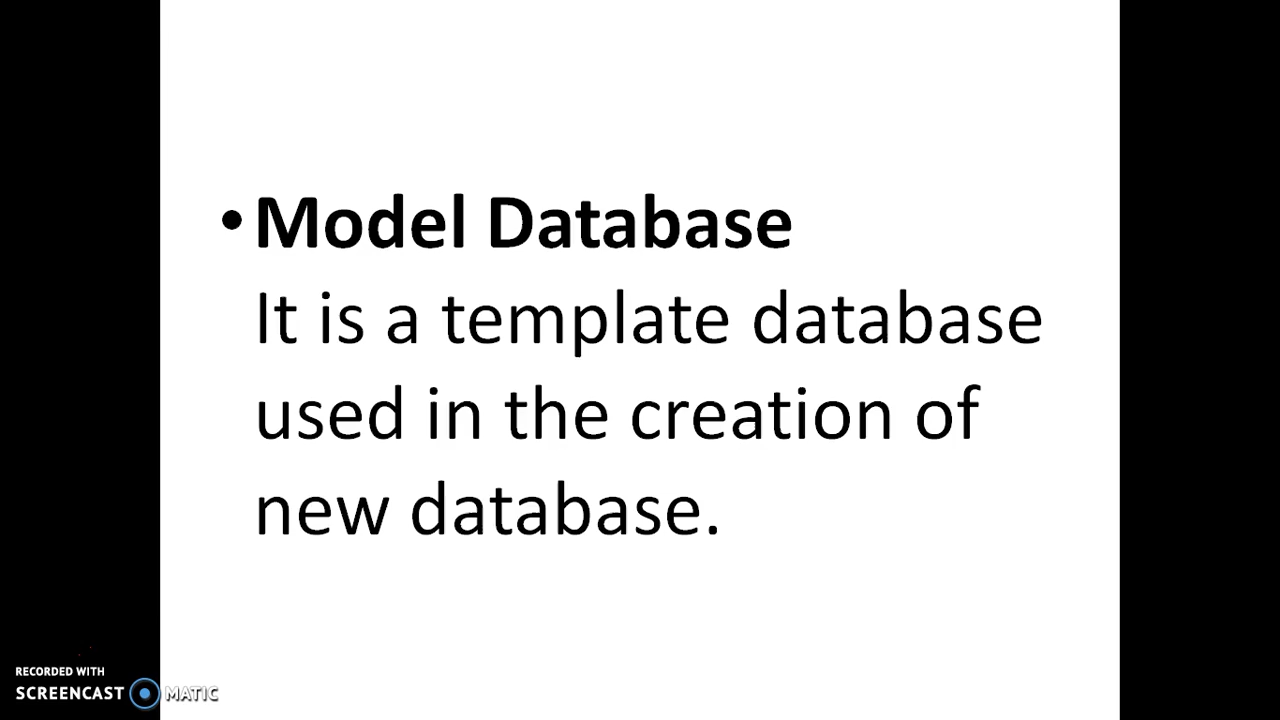 • Model Database
It is a template database
used in the creation of
new database.
RECORDED WITH
SCREENCAST MATIC